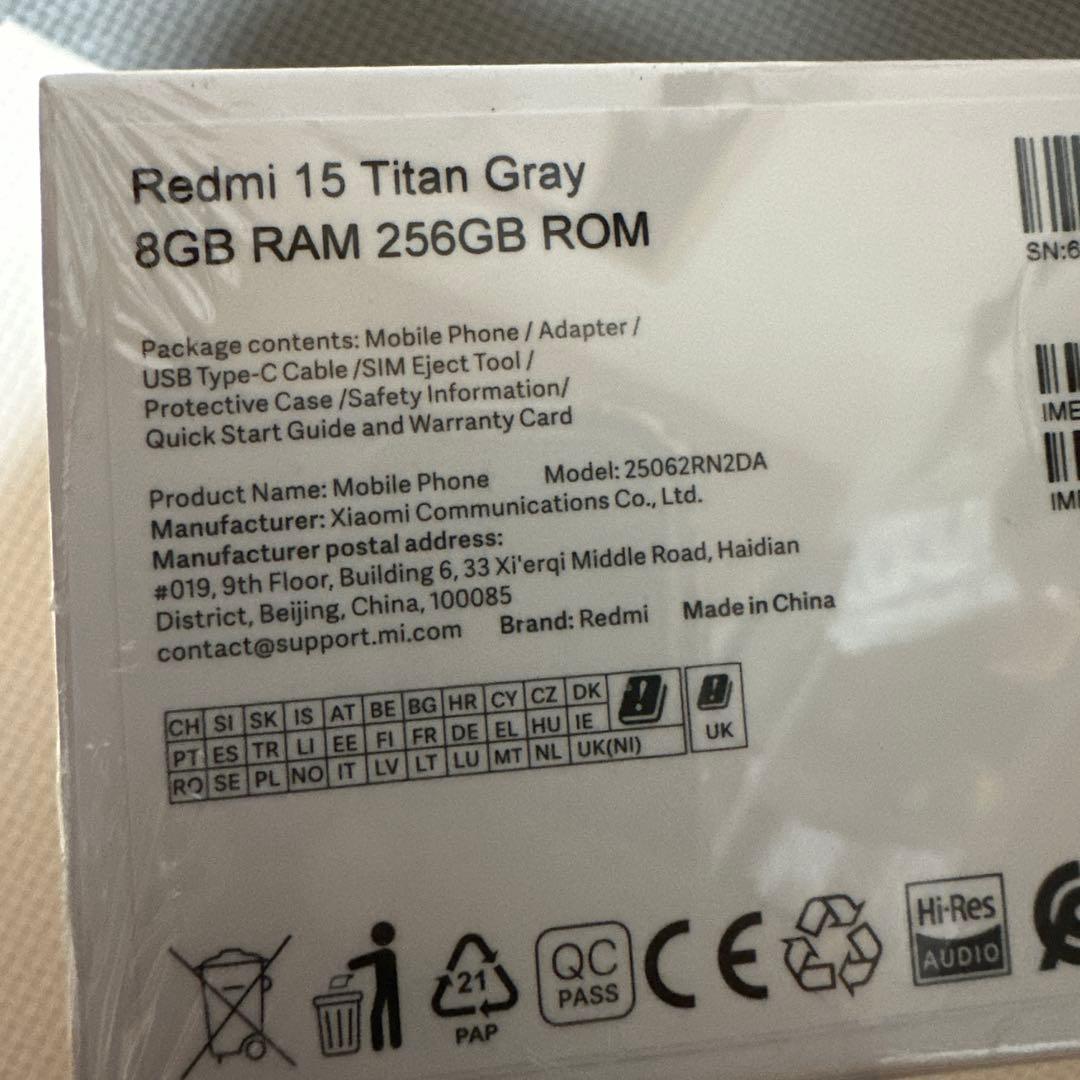 Redmi 15 Titan Gray
8GB RAM 256GB ROM
Package contents: Mobile Phone / Adapter /
USB Type-C Cable /SIM Eject Tool /
Protective Case /Safety Information/
Quick Start Guide and Warranty Card
Product Name: Mobile Phone Model: 25062RN2DA
Manufacturer: Xiaomi Communications Co., Ltd.
Manufacturer postal address:
#019, 9th Floor, Building 6, 33 Xi'erqi Middle Road, Haidian
District, Beijing, China, 100085
contact@support.mi.com Brand: Redmi Made in China
CH SI SK IS AT BE BG HR CY CZ DK
PT ES TR LI EE FI FR DE EL HU IE
RO SE PL NO IT LV LT LU MT NL UK(NI)
UK
SN:6
IME
IME
21
PAP
QC
PASS
CE
Hi-Res
AUDIO